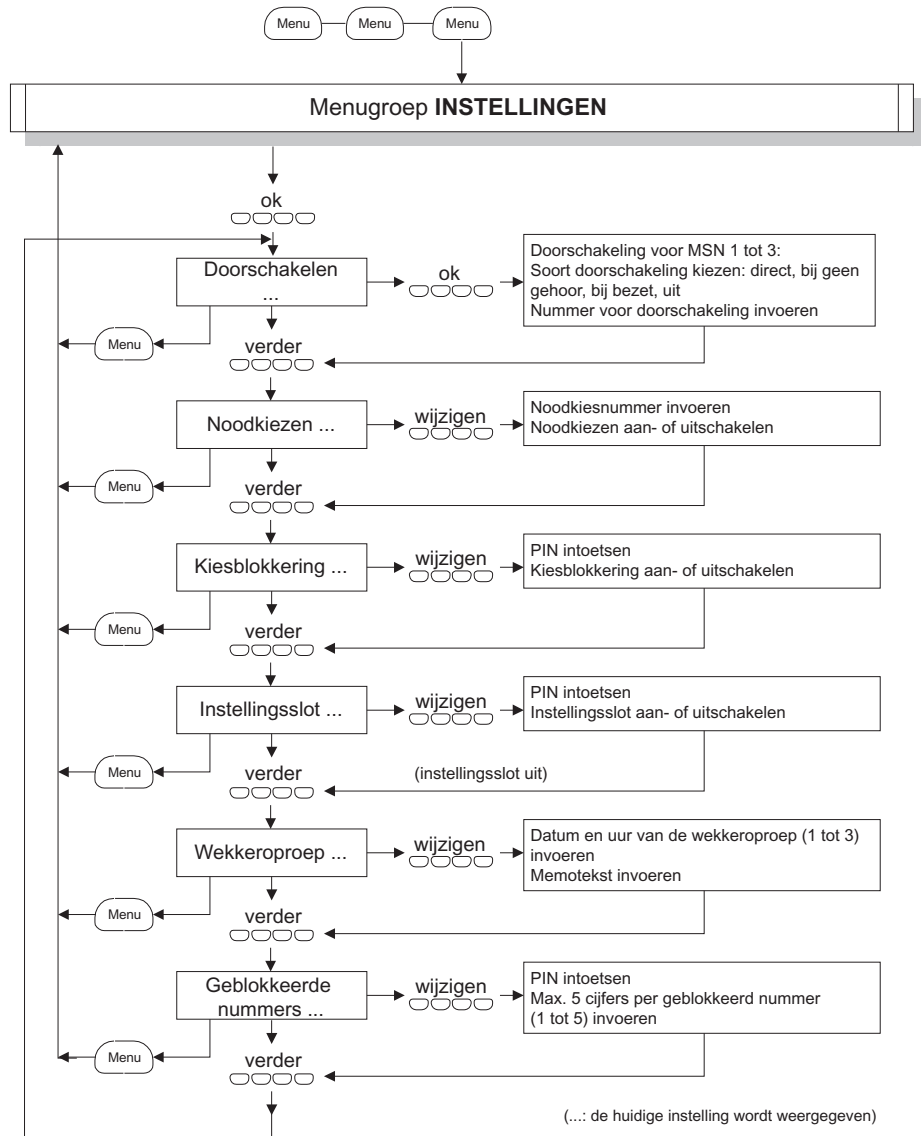 Menu Menu Menu
Menugroep INSTELLINGEN
ok
Doorschakelen
...
ok
Doorschakeling voor MSN 1 tot 3:
Soort doorschakeling kiezen: direct, bij geen
gehoor, bij bezet, uit
Nummer voor doorschakeling invoeren
Menu
verder
Noodkiezen ...
wijzigen
Noodkiesnummer invoeren
Noodkiezen aan- of uitschakelen
Menu
verder
Kiesblokkering ...
wijzigen
PIN intoetsen
Kiesblokkering aan- of uitschakelen
Menu
verder
Instellingsslot ...
wijzigen
PIN intoetsen
Instellingsslot aan- of uitschakelen
Menu
verder
(instellingsslot uit)
Wekkeroproep ...
wijzigen
Datum en uur van de wekkeroproep (1 tot 3)
invoeren
Memotekst invoeren
Menu
verder
Geblokkeerde
nummers ...
wijzigen
PIN intoetsen
Max. 5 cijfers per geblokkeerd nummer
(1 tot 5) invoeren
Menu
verder
(...: de huidige instelling wordt weergegeven)